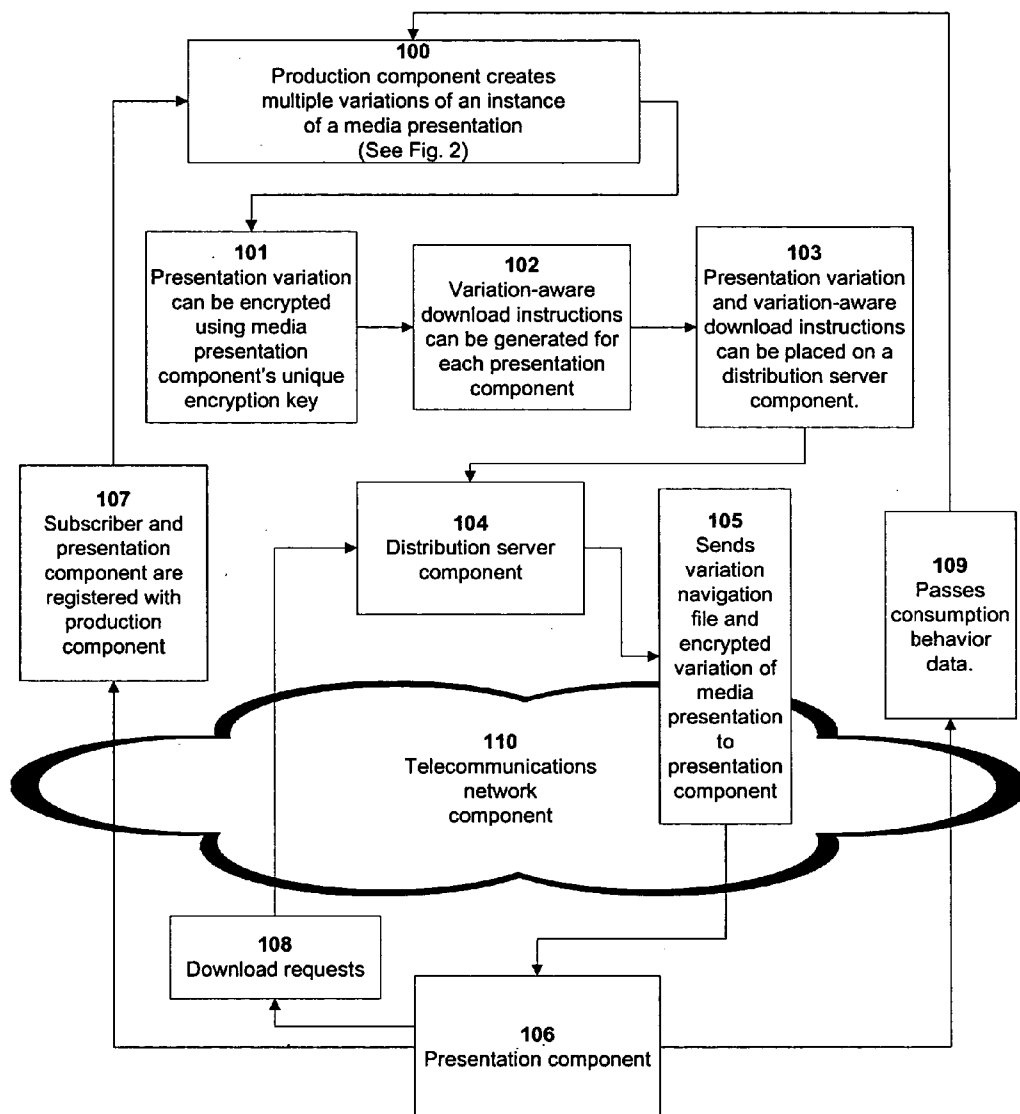 100
Production component creates
multiple variations of an instance
of a media presentation
(See Fig. 2)
101
Presentation variation
can be encrypted
using media
presentation
component's unique
encryption key
102
Variation-aware
download instructions
can be generated for
each presentation
component
103
Presentation variation
and variation-aware
download instructions
can be placed on a
distribution server
component.
107
Subscriber and
presentation
component are
registered with
production
component
104
Distribution server
component
105
Sends
variation
navigation
file and
encrypted
variation of
media
presentation
to
presentation
component
109
Passes
consumption
behavior
data.
110
Telecommunications
network
component
108
Download requests
106
Presentation component